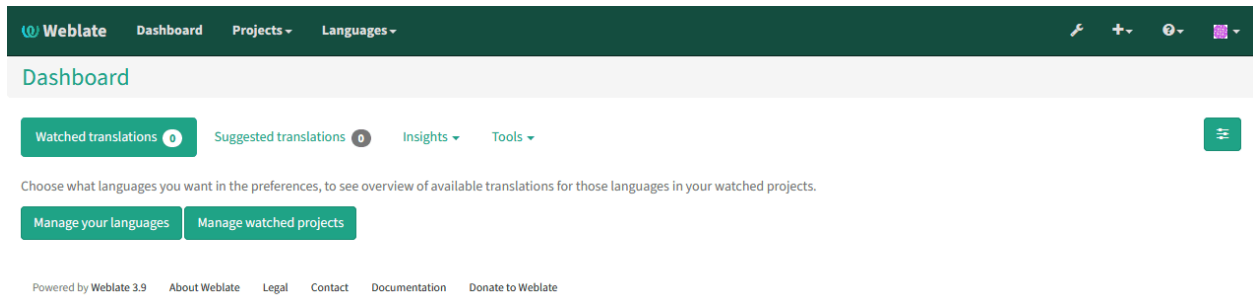 Weblate Dashboard Projects Languages
Dashboard
Watched translations 0 Suggested translations 0 Insights Tools
Choose what languages you want in the preferences, to see overview of available translations for those languages in your watched projects.
Manage your languages Manage watched projects
Powered by Weblate 3.9 About Weblate Legal Contact Documentation Donate to Weblate